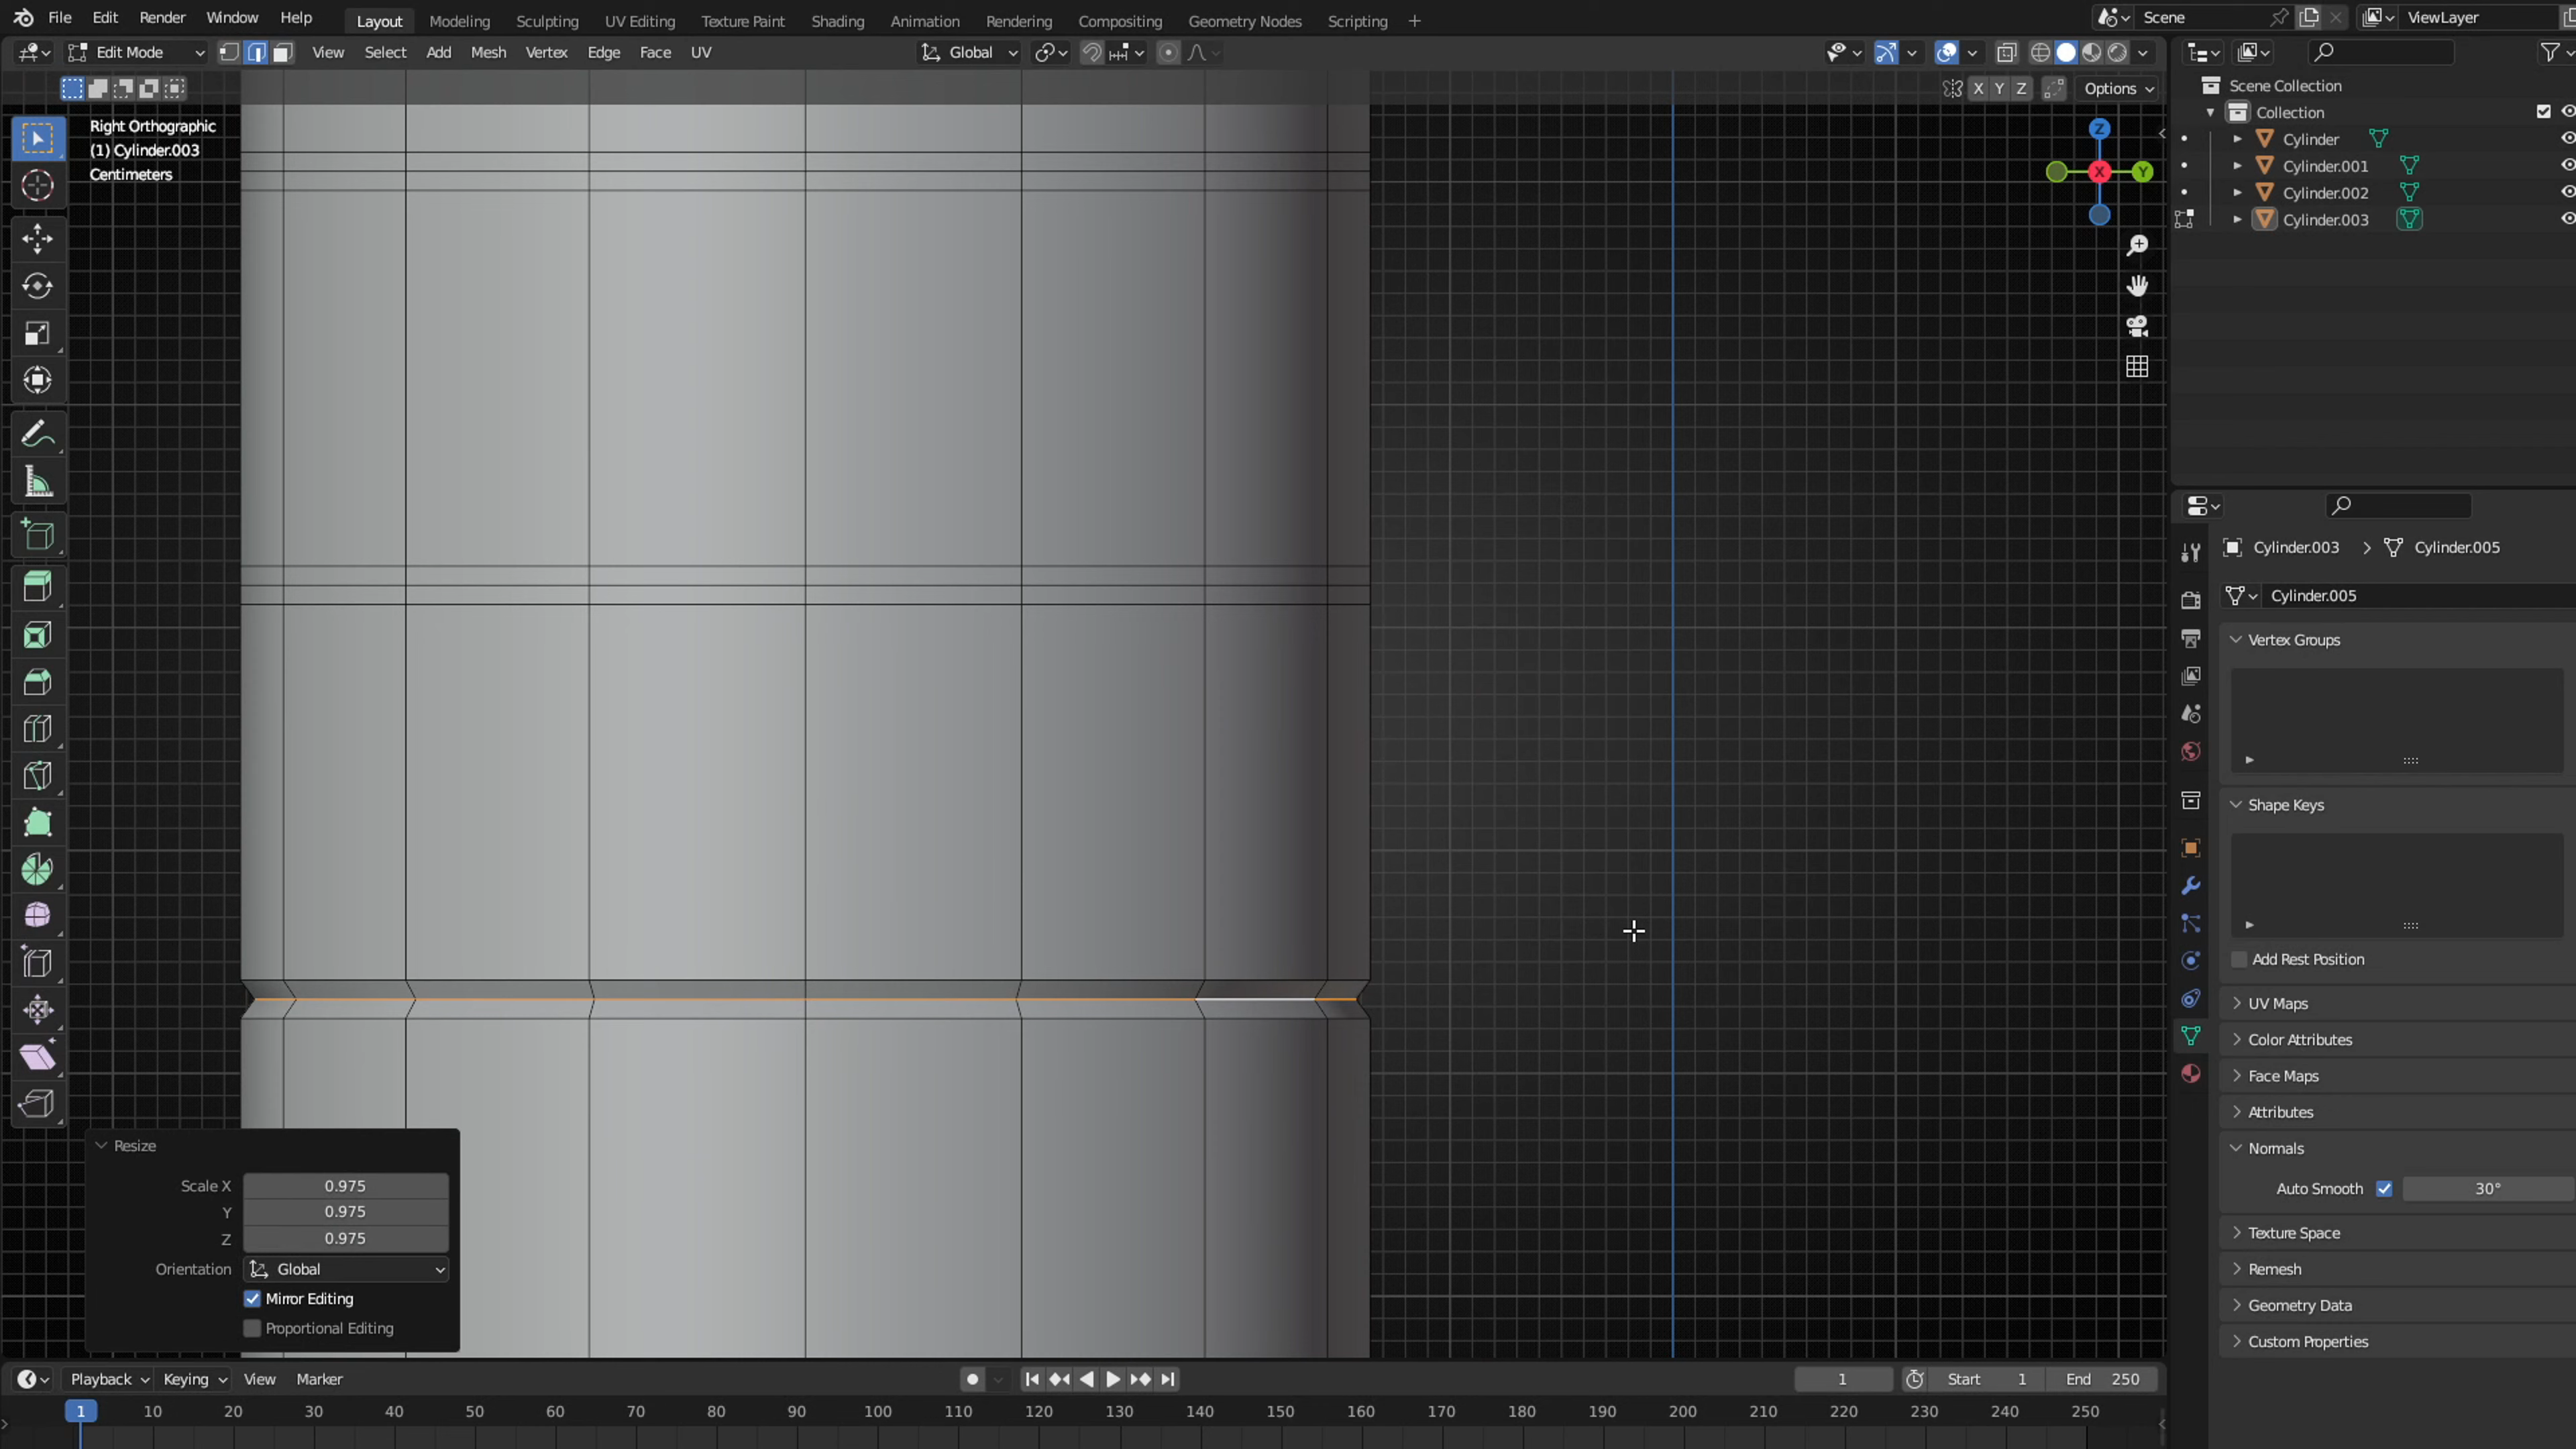 File Edit Render Window Help Layout Modeling Sculpting UV Editing Texture Paint Shading Animation Rendering Compositing Geometry Nodes Scripting + Scene ViewLayer
Edit Mode View Select Add Mesh Vertex Edge Face UV Global
X Y Z Options
Right Orthographic
(1) Cylinder.003
Centimeters
Z
X
Y
Scene Collection
Collection
Cylinder
Cylinder.001
Cylinder.002
Cylinder.003
Cylinder.003 > Cylinder.005
Cylinder.005
Vertex Groups
Shape Keys
Add Rest Position
UV Maps
Color Attributes
Face Maps
Attributes
Normals
Auto Smooth 30°
Texture Space
Remesh
Geometry Data
Custom Properties
Resize
Scale X 0.975
Y 0.975
Z 0.975
Orientation Global
Mirror Editing
Proportional Editing
Playback Keying View Marker 1 Start 1 End 250
1 10 20 30 40 50 60 70 80 90 100 110 120 130 140 150 160 170 180 190 200 210 220 230 240 250